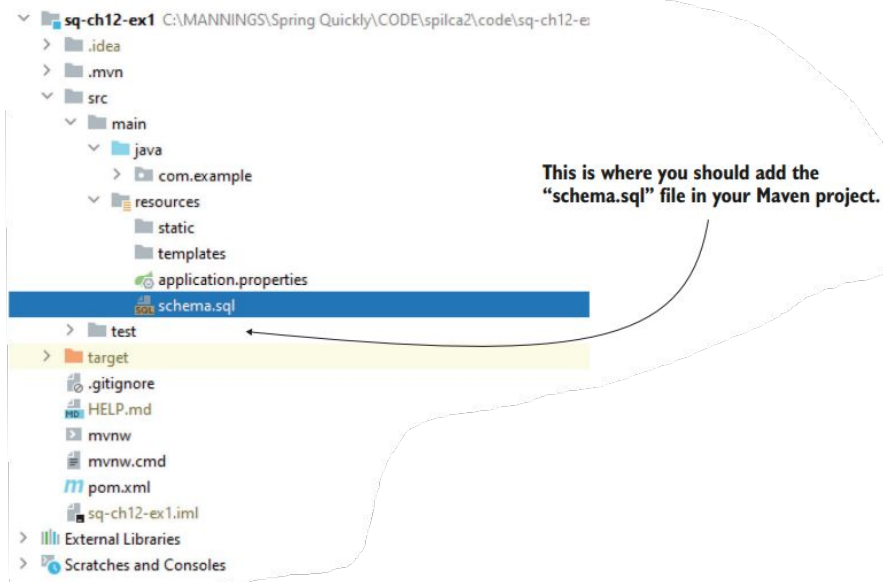 sq-ch12-ex1 C:\MANNINGS\Spring Quickly\CODE\spilca2\code\sq-ch12-e
.idea
.mvn
src
main
java
com.example
resources
static
templates
application.properties
SQL schema.sql
test
target
.gitignore
MD HELP.md
mvnw
mvnw.cmd
m pom.xml
sq-ch12-ex1.iml
External Libraries
Scratches and Consoles
This is where you should add the
“schema.sql” file in your Maven project.